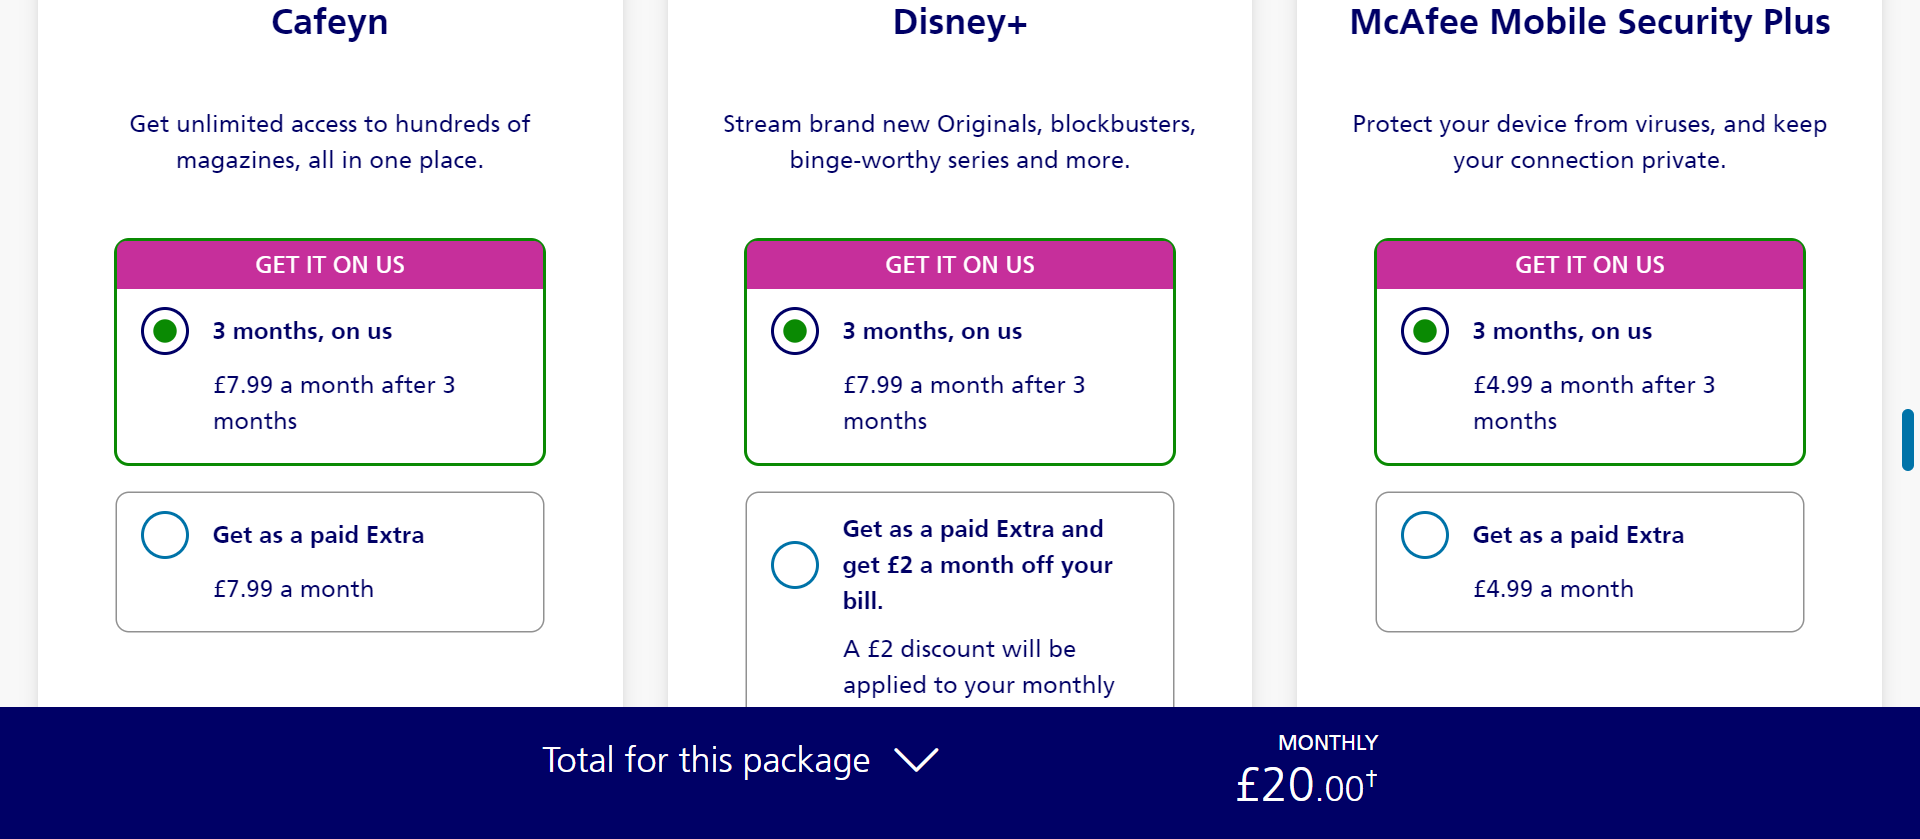 Cafeyn
Get unlimited access to hundreds of
magazines, all in one place.
GET IT ON US
3 months, on us
£7.99 a month after 3
months
Get as a paid Extra
£7.99 a month
Disney+
Stream brand new Originals, blockbusters,
binge-worthy series and more.
GET IT ON US
3 months, on us
£7.99 a month after 3
months
Get as a paid Extra and
get £2 a month off your
bill.
A £2 discount will be
applied to your monthly
McAfee Mobile Security Plus
Protect your device from viruses, and keep
your connection private.
GET IT ON US
3 months, on us
£4.99 a month after 3
months
Get as a paid Extra
£4.99 a month
Total for this package
MONTHLY
£20.00†